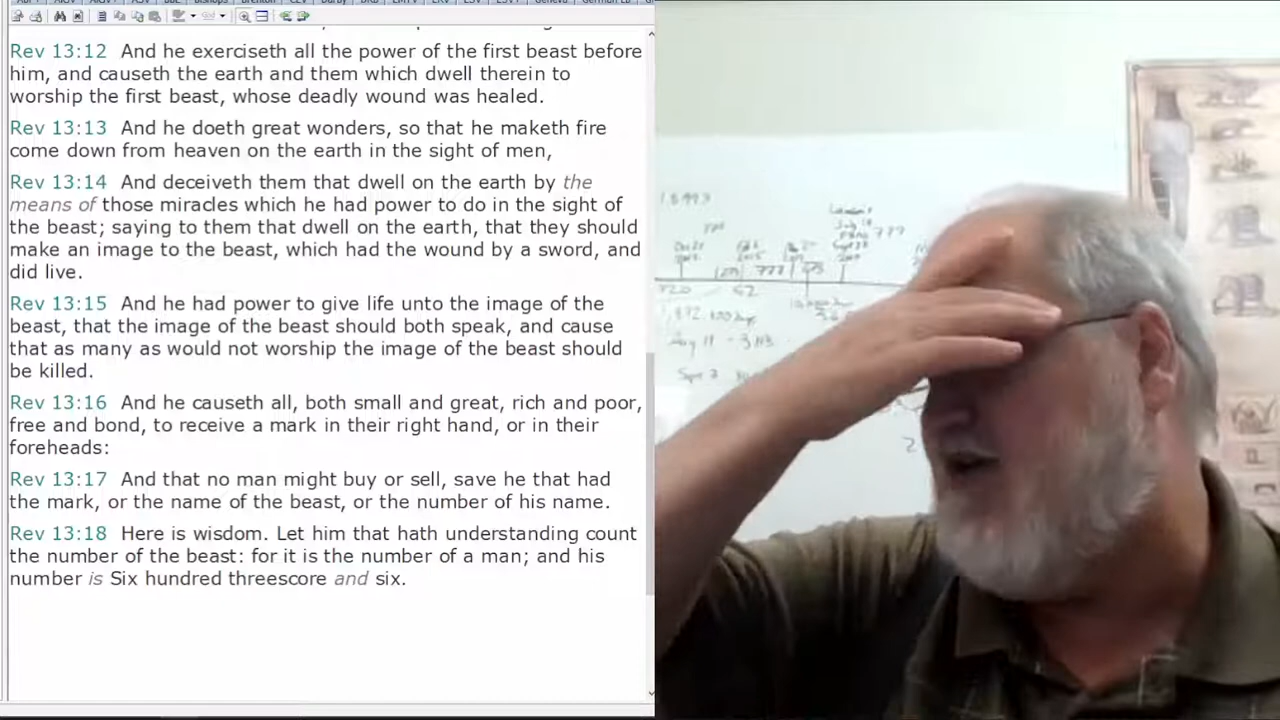 Rev 13:12 And he exerciseth all the power of the first beast before
him, and causeth the earth and them which dwell therein to
worship the first beast, whose deadly wound was healed.
Rev 13:13 And he doeth great wonders, so that he maketh fire
come down from heaven on the earth in the sight of men,
Rev 13:14 And deceiveth them that dwell on the earth by the
means of those miracles which he had power to do in the sight of
the beast; saying to them that dwell on the earth, that they should
make an image to the beast, which had the wound by a sword, and
did live.
Rev 13:15 And he had power to give life unto the image of the
beast, that the image of the beast should both speak, and cause
that as many as would not worship the image of the beast should
be killed.
Rev 13:16 And he causeth all, both small and great, rich and poor,
free and bond, to receive a mark in their right hand, or in their
foreheads:
Rev 13:17 And that no man might buy or sell, save he that had
the mark, or the name of the beast, or the number of his name.
Rev 13:18 Here is wisdom. Let him that hath understanding count
the number of the beast: for it is the number of a man; and his
number is Six hundred threescore and six.
777
777